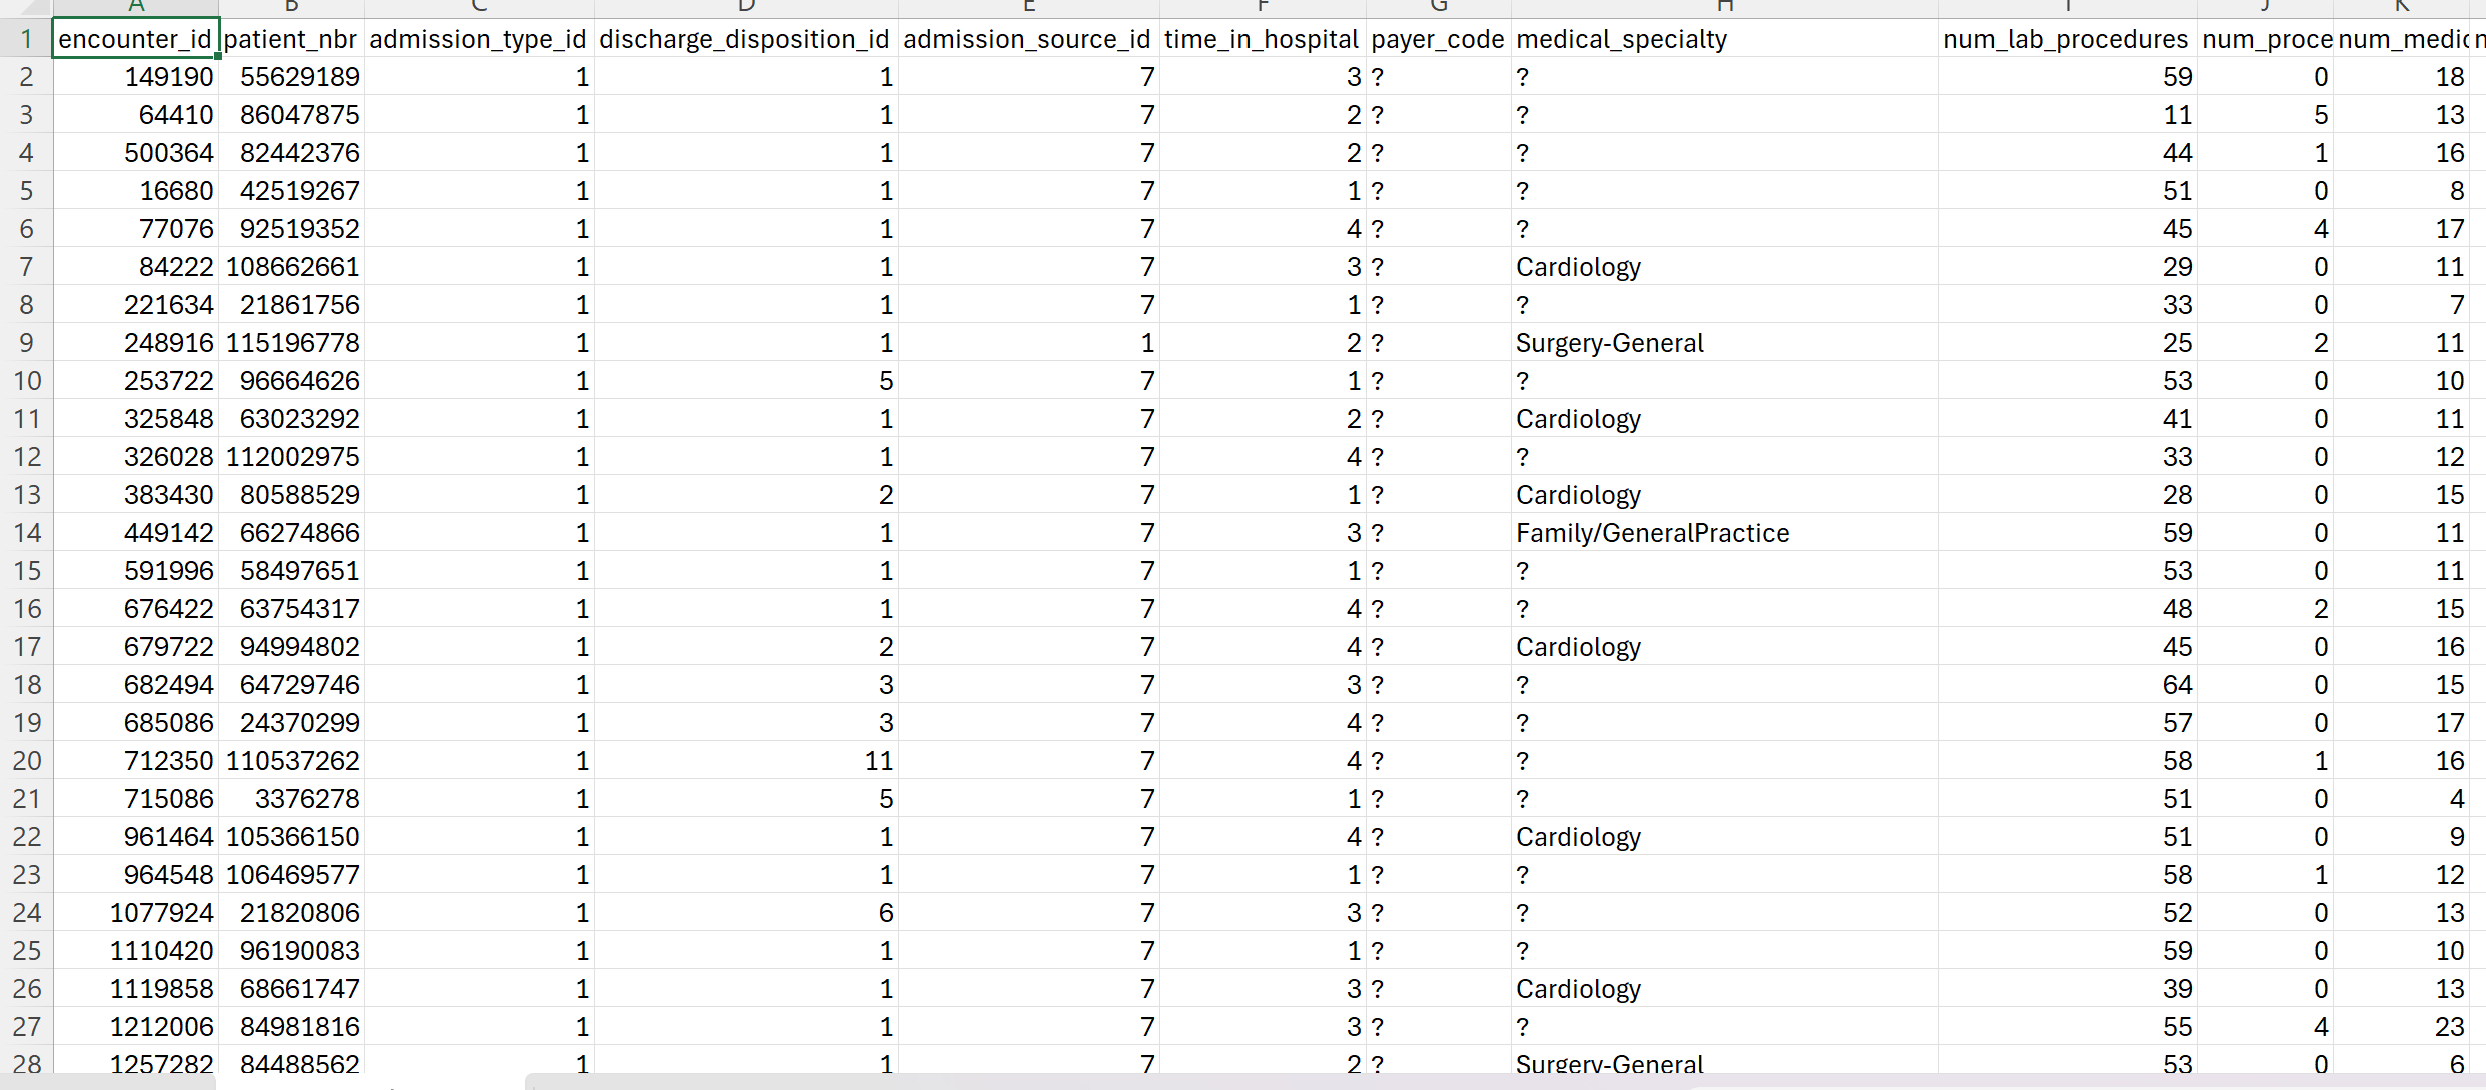 A B C D E F G H I J K
1 encounter_id patient_nbr admission_type_id discharge_disposition_id admission_source_id time_in_hospital payer_code medical_specialty num_lab_procedures num_proce num_medic n
2 149190 55629189 1 1 7 3 ? ? 59 0 18
3 64410 86047875 1 1 7 2 ? ? 11 5 13
4 500364 82442376 1 1 7 2 ? ? 44 1 16
5 16680 42519267 1 1 7 1 ? ? 51 0 8
6 77076 92519352 1 1 7 4 ? ? 45 4 17
7 84222 108662661 1 1 7 3 ? Cardiology 29 0 11
8 221634 21861756 1 1 7 1 ? ? 33 0 7
9 248916 115196778 1 1 1 2 ? Surgery-General 25 2 11
10 253722 96664626 1 5 7 1 ? ? 53 0 10
11 325848 63023292 1 1 7 2 ? Cardiology 41 0 11
12 326028 112002975 1 1 7 4 ? ? 33 0 12
13 383430 80588529 1 2 7 1 ? Cardiology 28 0 15
14 449142 66274866 1 1 7 3 ? Family/GeneralPractice 59 0 11
15 591996 58497651 1 1 7 1 ? ? 53 0 11
16 676422 63754317 1 1 7 4 ? ? 48 2 15
17 679722 94994802 1 2 7 4 ? Cardiology 45 0 16
18 682494 64729746 1 3 7 3 ? ? 64 0 15
19 685086 24370299 1 3 7 4 ? ? 57 0 17
20 712350 110537262 1 11 7 4 ? ? 58 1 16
21 715086 3376278 1 5 7 1 ? ? 51 0 4
22 961464 105366150 1 1 7 4 ? Cardiology 51 0 9
23 964548 106469577 1 1 7 1 ? ? 58 1 12
24 1077924 21820806 1 6 7 3 ? ? 52 0 13
25 1110420 96190083 1 1 7 1 ? ? 59 0 10
26 1119858 68661747 1 1 7 3 ? Cardiology 39 0 13
27 1212006 84981816 1 1 7 3 ? ? 55 4 23
28 1257282 84488562 1 1 7 2 ? Surgery-General 53 0 6